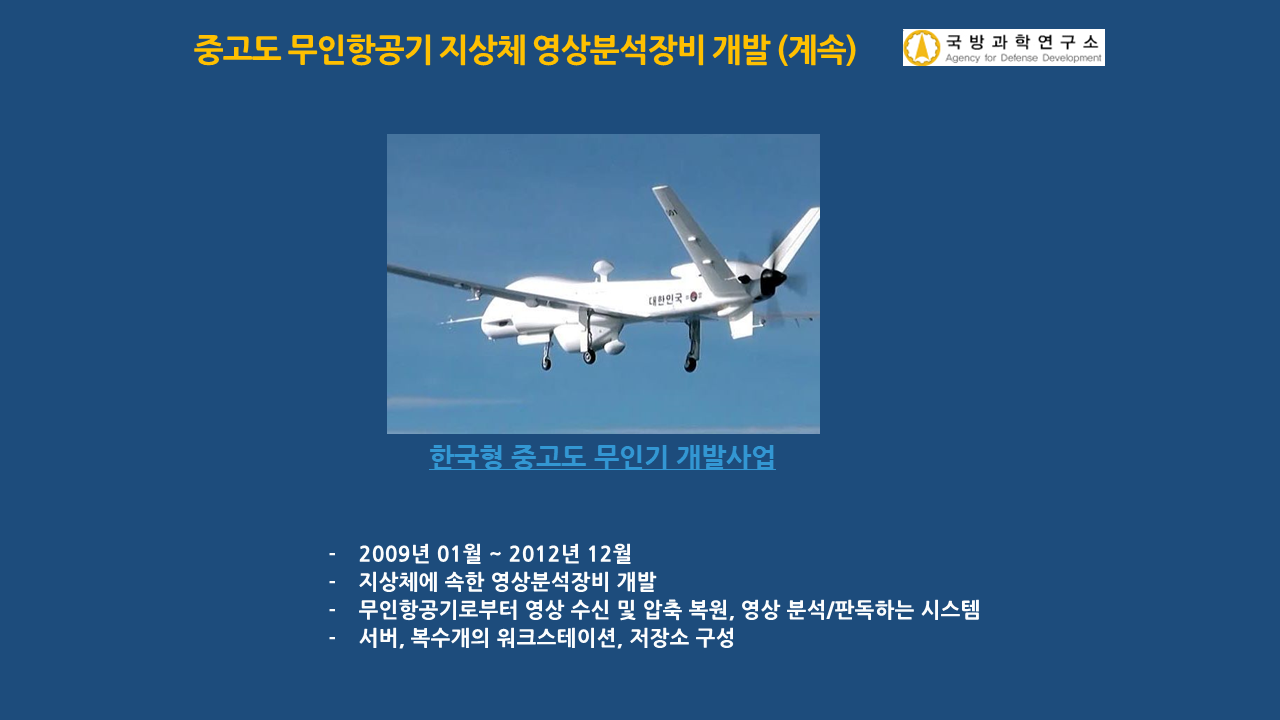 중고도 무인항공기 지상체 영상분석장비 개발 (계속)
국방과학연구소
Agency for Defense Development
대한민국
한국형 중고도 무인기 개발사업
- 2009년 01월 ~ 2012년 12월
- 지상체에 속한 영상분석장비 개발
- 무인항공기로부터 영상 수신 및 압축 복원, 영상 분석/판독하는 시스템
- 서버, 복수개의 워크스테이션, 저장소 구성